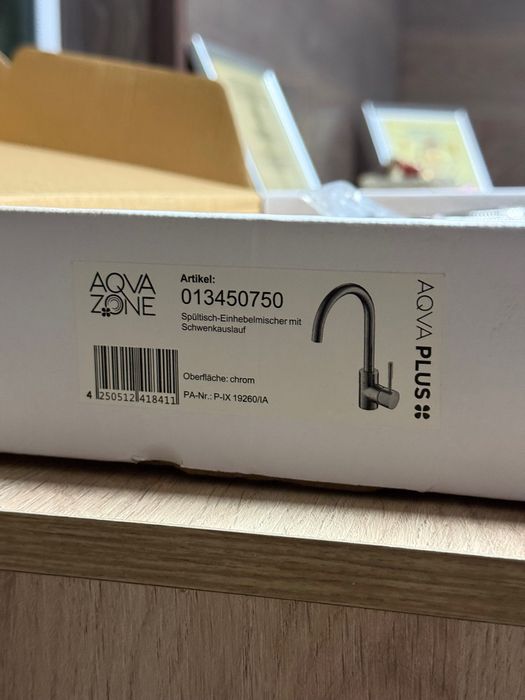 AQVA
ZONE
Artikel:
013450750
Spültisch-Einhebelmischer mit
Schwenkauslauf
Oberfläche: chrom
PA-Nr.: P-IX 19260/IA
4 250512 418411
AQVA PLUS